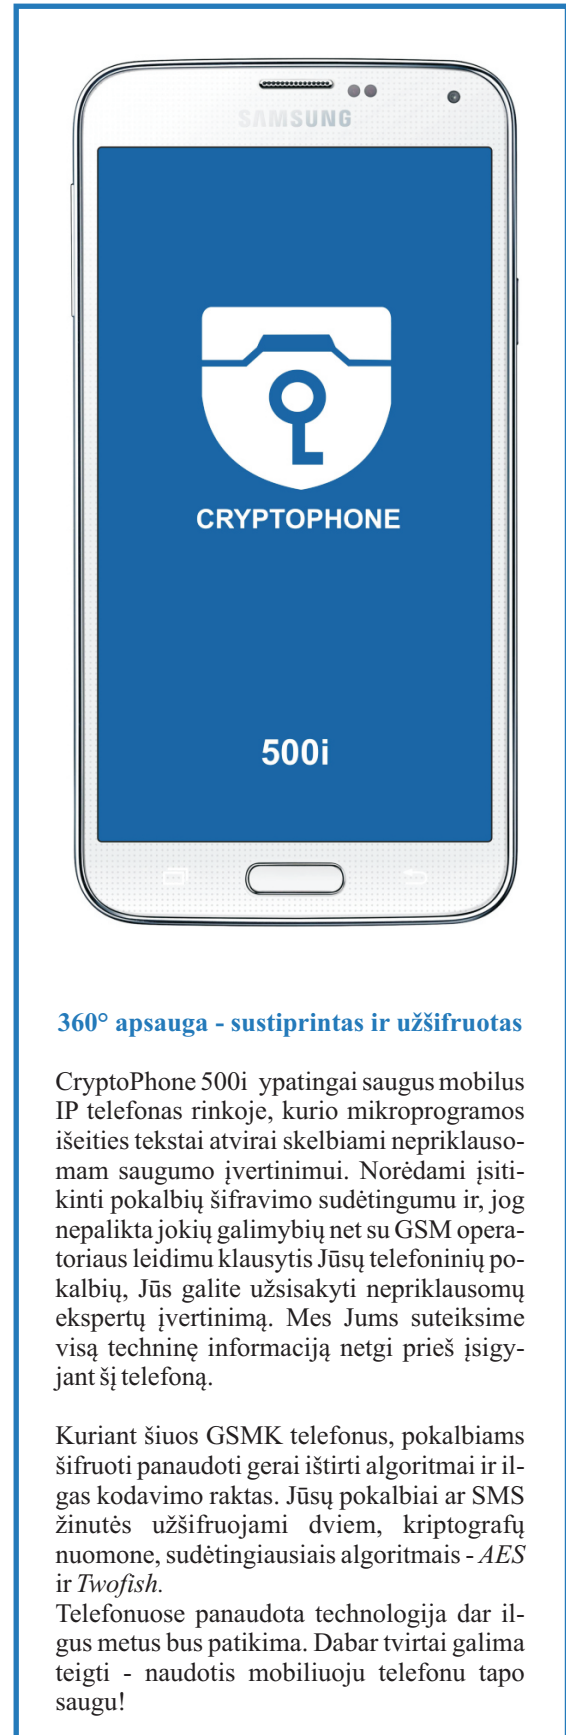 SAMSUNG
CRYPTOPHONE
500i
360° apsauga - sustiprintas ir užšifruotas
CryptoPhone 500i ypatingai saugus mobilus
IP telefonas rinkoje, kurio mikroprogramos
išeities tekstai atvirai skelbiami nepriklauso-
mam saugumo įvertinimui. Norėdami įsiti-
kinti pokalbių šifravimo sudėtingumu ir, jog
nepalikta jokių galimybių net su GSM opera-
toriaus leidimu klausytis Jūsų telefoninių po-
kalbių, Jūs galite užsisakyti nepriklausomų
ekspertų įvertinimą. Mes Jums suteiksime
visą techninę informaciją netgi prieš įsigy-
jant šį telefoną.
Kuriant šiuos GSMK telefonus, pokalbiams
šifruoti panaudoti gerai ištirti algoritmai ir il-
gas kodavimo raktas. Jūsų pokalbiai ar SMS
žinutės užšifruojami dviem, kriptografų
nuomone, sudėtingiausiais algoritmais - AES
ir Twofish.
Telefonuose panaudota technologija dar il-
gus metus bus patikima. Dabar tvirtai galima
teigti - naudotis mobiliuoju telefonu tapo
saugu!